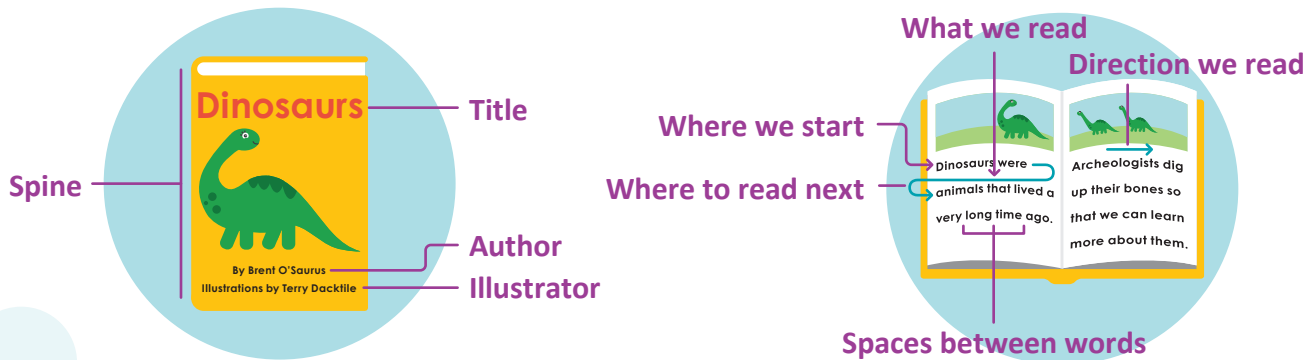 Dinosaurs
Title
Spine
Author
By Brent O'Saurus
Illustrations by Terry Dacktile
Illustrator
What we read
Direction we read
Where we start
Where to read next
Dinosaurs were
animals that lived a
very long time ago.
Archeologists dig
up their bones so
that we can learn
more about them.
Spaces between words